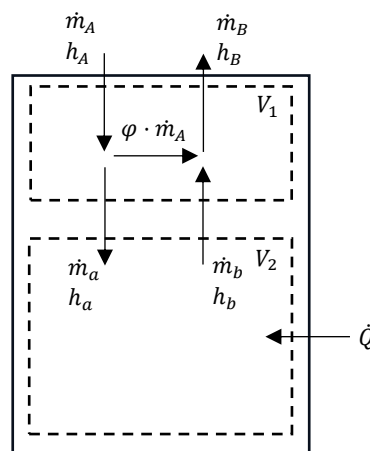 ṁ_A ṁ_B
h_A h_B
V_1
φ · ṁ_A
V_2
ṁ_a ṁ_b
h_a h_b
Q̇